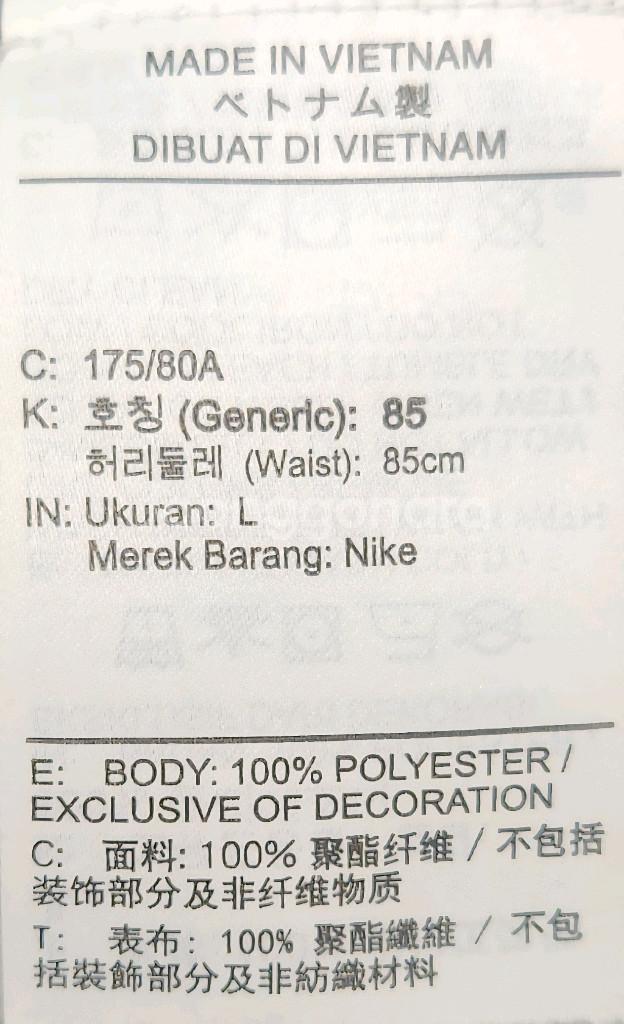 MADE IN VIETNAM
ベトナム製
DIBUAT DI VIETNAM
C: 175/80A
K: 호칭 (Generic): 85
허리둘레 (Waist): 85cm
IN: Ukuran: L
Merek Barang: Nike
E: BODY: 100% POLYESTER /
EXCLUSIVE OF DECORATION
C: 面料: 100% 聚酯纤维 / 不包括
装饰部分及非纤维物质
T: 表布: 100% 聚酯纖維 / 不包
括裝飾部分及非紡織材料